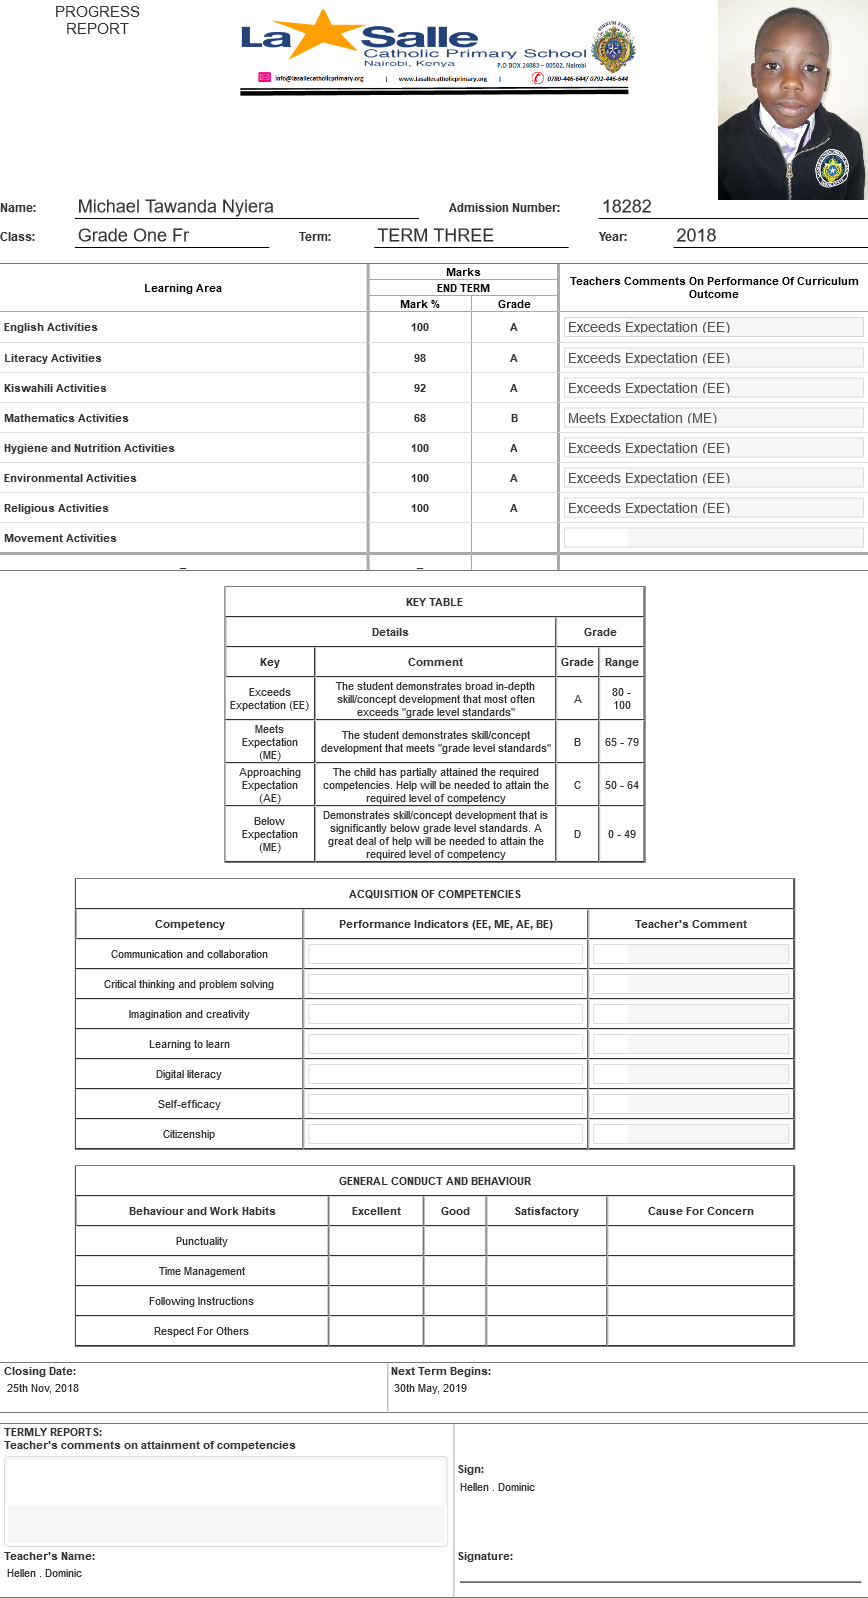 PROGRESS
REPORT
La Salle
Catholic Primary School
Nairobi, Kenya
P.O BOX 24083 – 00502, Nairobi
info@lasallecatholicprimary.org | www.lasallecatholicprimary.org | 0780-446-644/ 0792-446-644
Name: Michael Tawanda Nyiera Admission Number: 18282
Class: Grade One Fr Term: TERM THREE Year: 2018
Learning Area Marks Teachers Comments On Performance Of Curriculum Outcome
END TERM
Mark % Grade
English Activities 100 A Exceeds Expectation (EE)
Literacy Activities 98 A Exceeds Expectation (EE)
Kiswahili Activities 92 A Exceeds Expectation (EE)
Mathematics Activities 68 B Meets Expectation (ME)
Hygiene and Nutrition Activities 100 A Exceeds Expectation (EE)
Environmental Activities 100 A Exceeds Expectation (EE)
Religious Activities 100 A Exceeds Expectation (EE)
Movement Activities
_ _
KEY TABLE
Details Grade
Key Comment Grade Range
Exceeds Expectation (EE) The student demonstrates broad in-depth skill/concept development that most often exceeds "grade level standards" A 80 - 100
Meets Expectation (ME) The student demonstrates skill/concept development that meets "grade level standards" B 65 - 79
Approaching Expectation (AE) The child has partially attained the required competencies. Help will be needed to attain the required level of competency C 50 - 64
Below Expectation (ME) Demonstrates skill/concept development that is significantly below grade level standards. A great deal of help will be needed to attain the required level of competency D 0 - 49
ACQUISITION OF COMPETENCIES
Competency Performance Indicators (EE, ME, AE, BE) Teacher's Comment
Communication and collaboration
Critical thinking and problem solving
Imagination and creativity
Learning to learn
Digital literacy
Self-efficacy
Citizenship
GENERAL CONDUCT AND BEHAVIOUR
Behaviour and Work Habits Excellent Good Satisfactory Cause For Concern
Punctuality
Time Management
Following Instructions
Respect For Others
Closing Date: Next Term Begins:
25th Nov, 2018 30th May, 2019
TERMLY REPORTS:
Teacher's comments on attainment of competencies
Sign:
Hellen . Dominic
Teacher's Name: Signature:
Hellen . Dominic